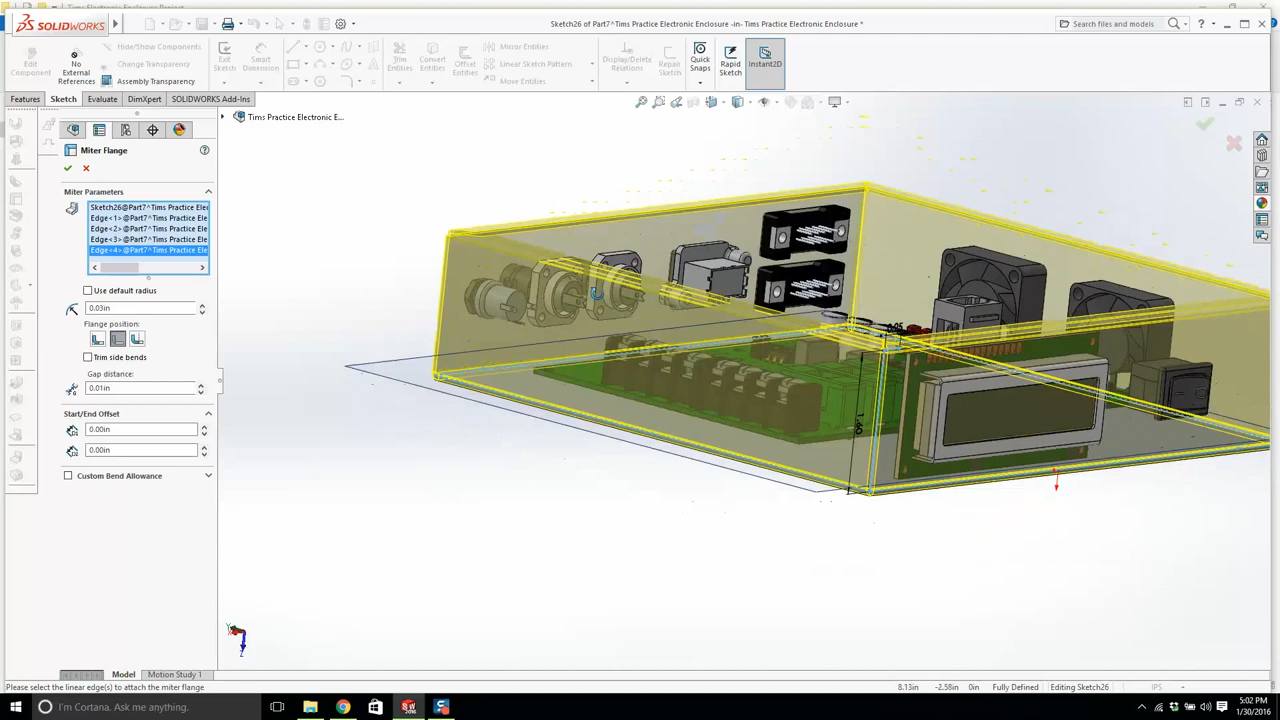 SOLIDWORKS
Sketch26 of Part7^Tims Practice Electronic Enclosure -in- Tims Practice Electronic Enclosure *
Search files and models
Edit Component
No External References
Hide/Show Components
Change Transparency
Assembly Transparency
Exit Sketch
Smart Dimension
Trim Entities
Convert Entities
Offset Entities
Mirror Entities
Linear Sketch Pattern
Move Entities
Display/Delete Relations
Repair Sketch
Quick Snaps
Rapid Sketch
Instant2D
Features
Sketch
Evaluate
DimXpert
SOLIDWORKS Add-Ins
Tims Practice Electronic E...
Miter Flange
Miter Parameters
Sketch26@Part7^Tims Practice Elec
Edge<1> @Part7^Tims Practice Ele
Edge<2> @Part7^Tims Practice Ele
Edge<3> @Part7^Tims Practice Ele
Edge<4> @Part7^Tims Practice Ele
Use default radius
0.03in
Flange position:
Trim side bends
Gap distance:
0.01in
Start/End Offset
0.00in
0.00in
Custom Bend Allowance
1.60
Model
Motion Study 1
Please select the linear edge(s) to attach the miter flange
8.13in
-2.58in
0in
Fully Defined
Editing Sketch26
IPS
I'm Cortana. Ask me anything.
5:02 PM
1/30/2016